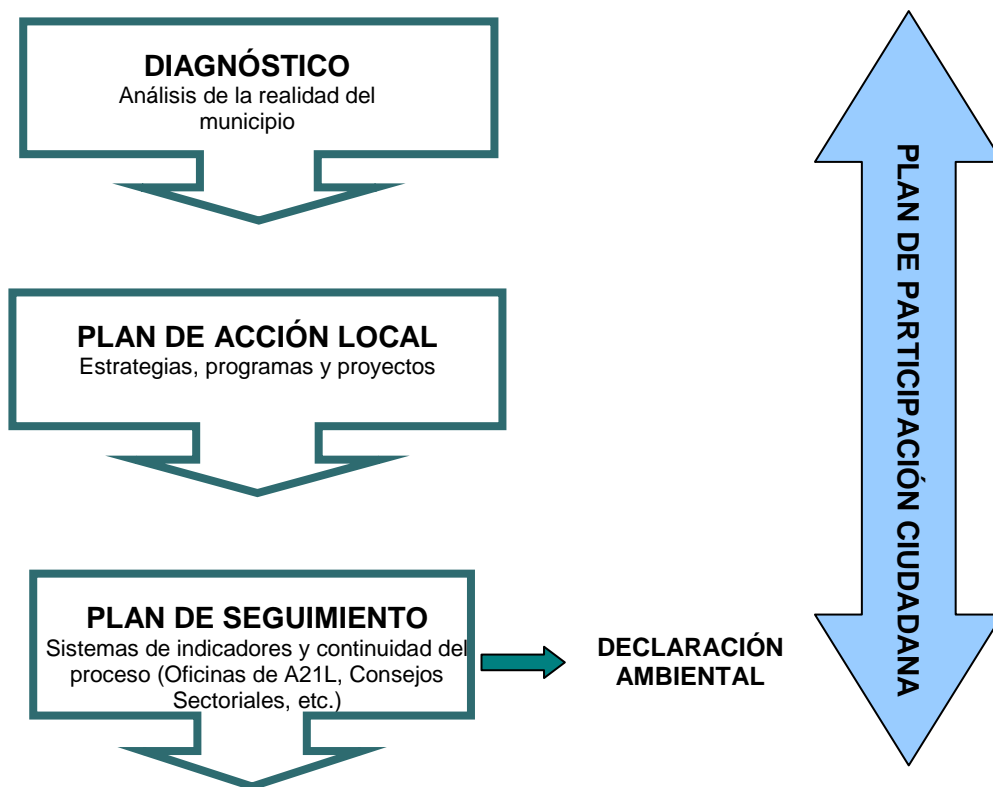 DIAGNÓSTICO
Análisis de la realidad del
municipio
PLAN DE ACCIÓN LOCAL
Estrategias, programas y proyectos
PLAN DE SEGUIMIENTO
Sistemas de indicadores y continuidad del
proceso (Oficinas de A21L, Consejos
Sectoriales, etc.)
DECLARACIÓN
AMBIENTAL
PLAN DE PARTICIPACIÓN CIUDADANA